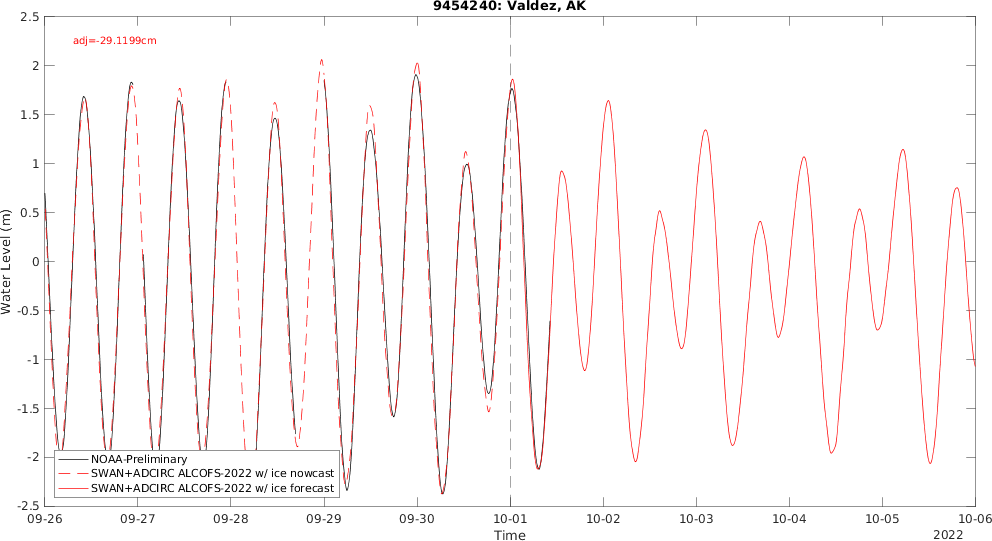 9454240: Valdez, AK
adj=-29.1199cm
Water Level (m)
2.5
2
1.5
1
0.5
0
-0.5
-1
-1.5
-2
-2.5
NOAA-Preliminary
SWAN+ADCIRC ALCOFS-2022 w/ ice nowcast
SWAN+ADCIRC ALCOFS-2022 w/ ice forecast
09-26 09-27 09-28 09-29 09-30 10-01 10-02 10-03 10-04 10-05 10-06
Time
2022